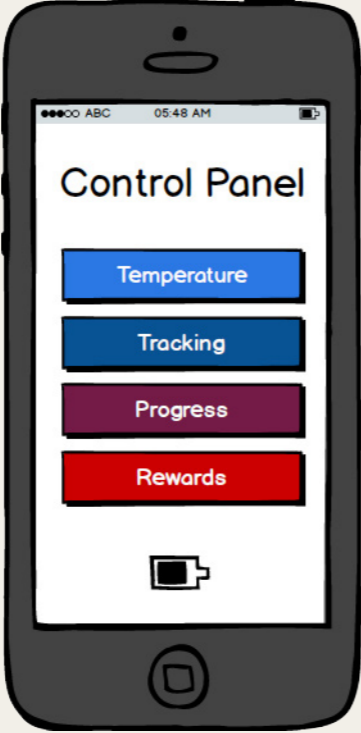 ABC 05:48 AM
Control Panel
Temperature
Tracking
Progress
Rewards